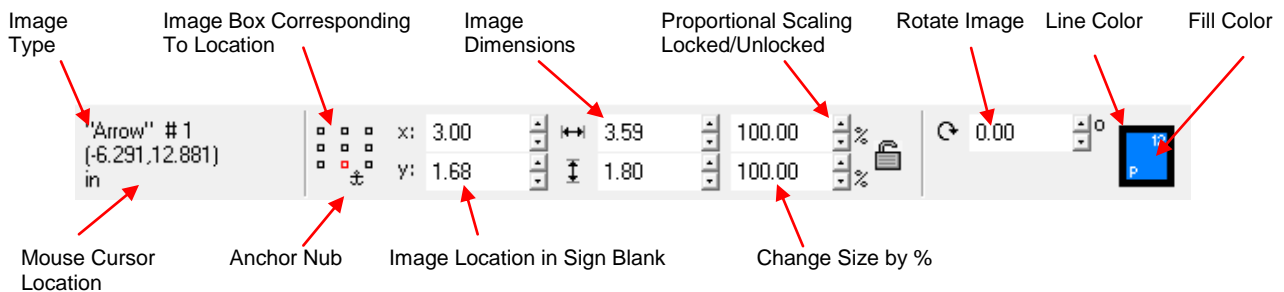 Image
Type
Image Box Corresponding
To Location
Image
Dimensions
Proportional Scaling
Locked/Unlocked
Rotate Image
Line Color
Fill Color
"Arrow" # 1
(-6.291,12.881)
in
x: 3.00
y: 1.68
3.59
1.80
100.00 %
100.00 %
0.00 o
P
Mouse Cursor
Location
Anchor Nub
Image Location in Sign Blank
Change Size by %